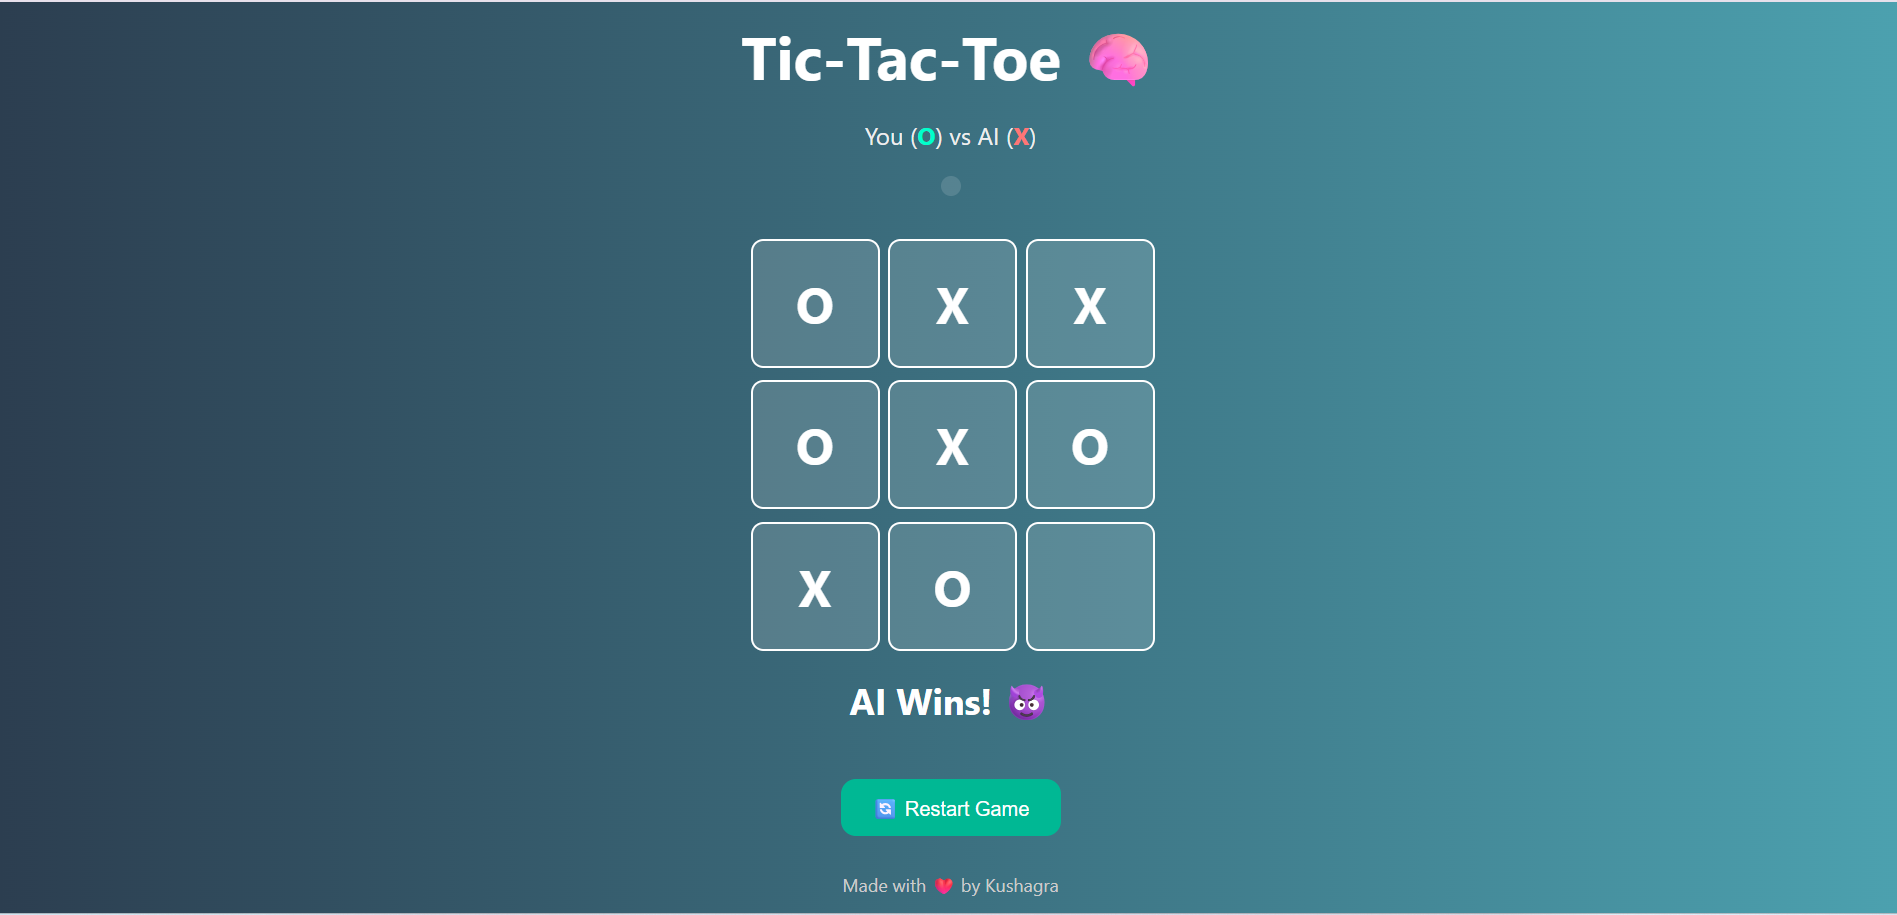 Tic-Tac-Toe 🧠
You (O) vs AI (X)
O X X
O X O
X O
AI Wins! 😈
🔄 Restart Game
Made with ❤️ by Kushagra